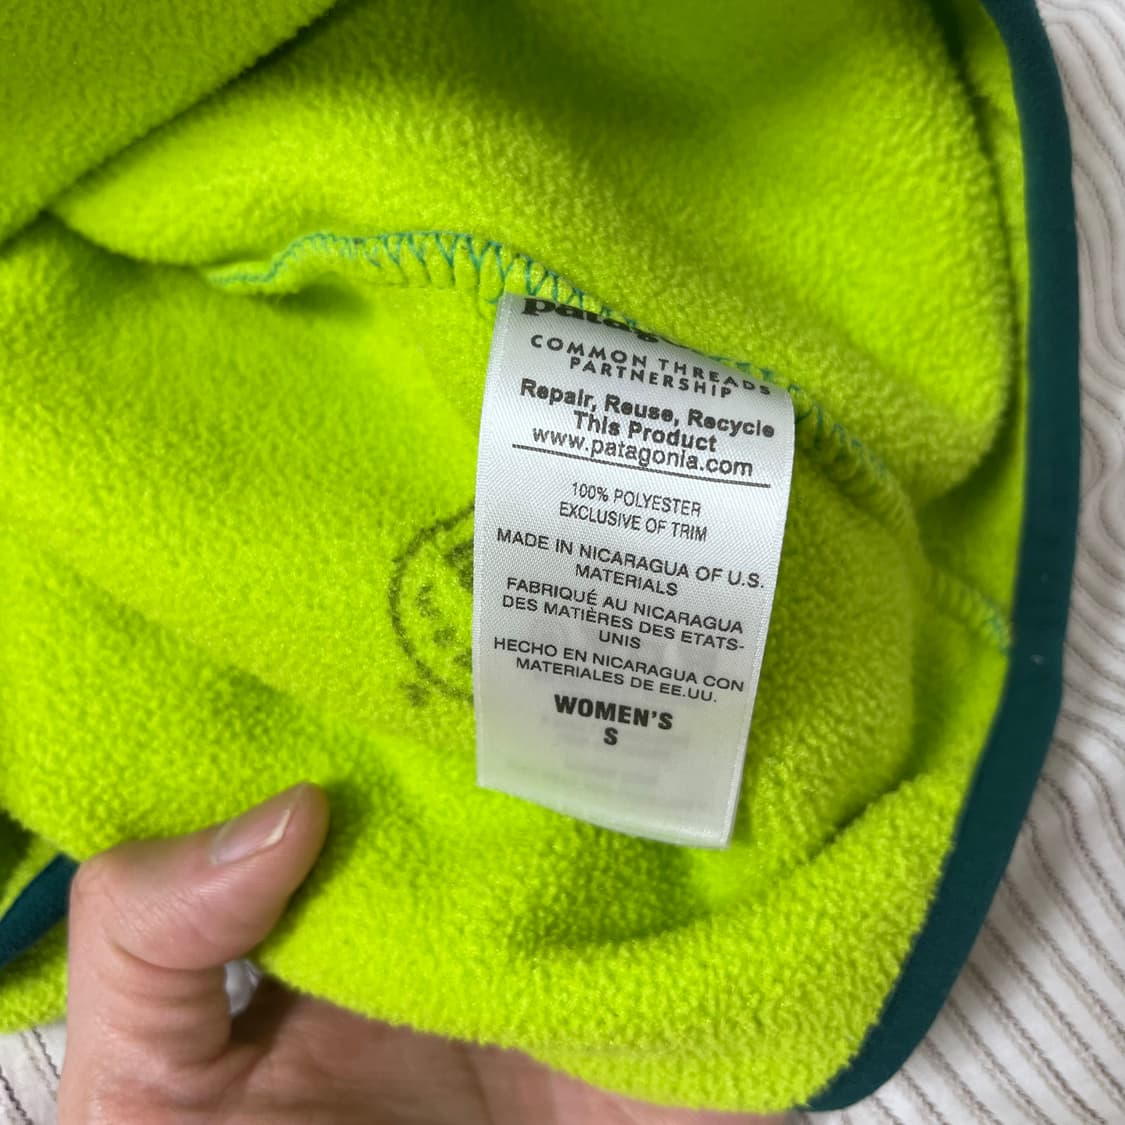 COMMON THREADS
PARTNERSHIP
Repair, Reuse, Recycle
This Product
www.patagonia.com
100% POLYESTER
EXCLUSIVE OF TRIM
MADE IN NICARAGUA OF U.S.
MATERIALS
FABRIQUÉ AU NICARAGUA
DES MATIÈRES DES ETATS-
UNIS
HECHO EN NICARAGUA CON
MATERIALES DE EE.UU.
WOMEN'S
S